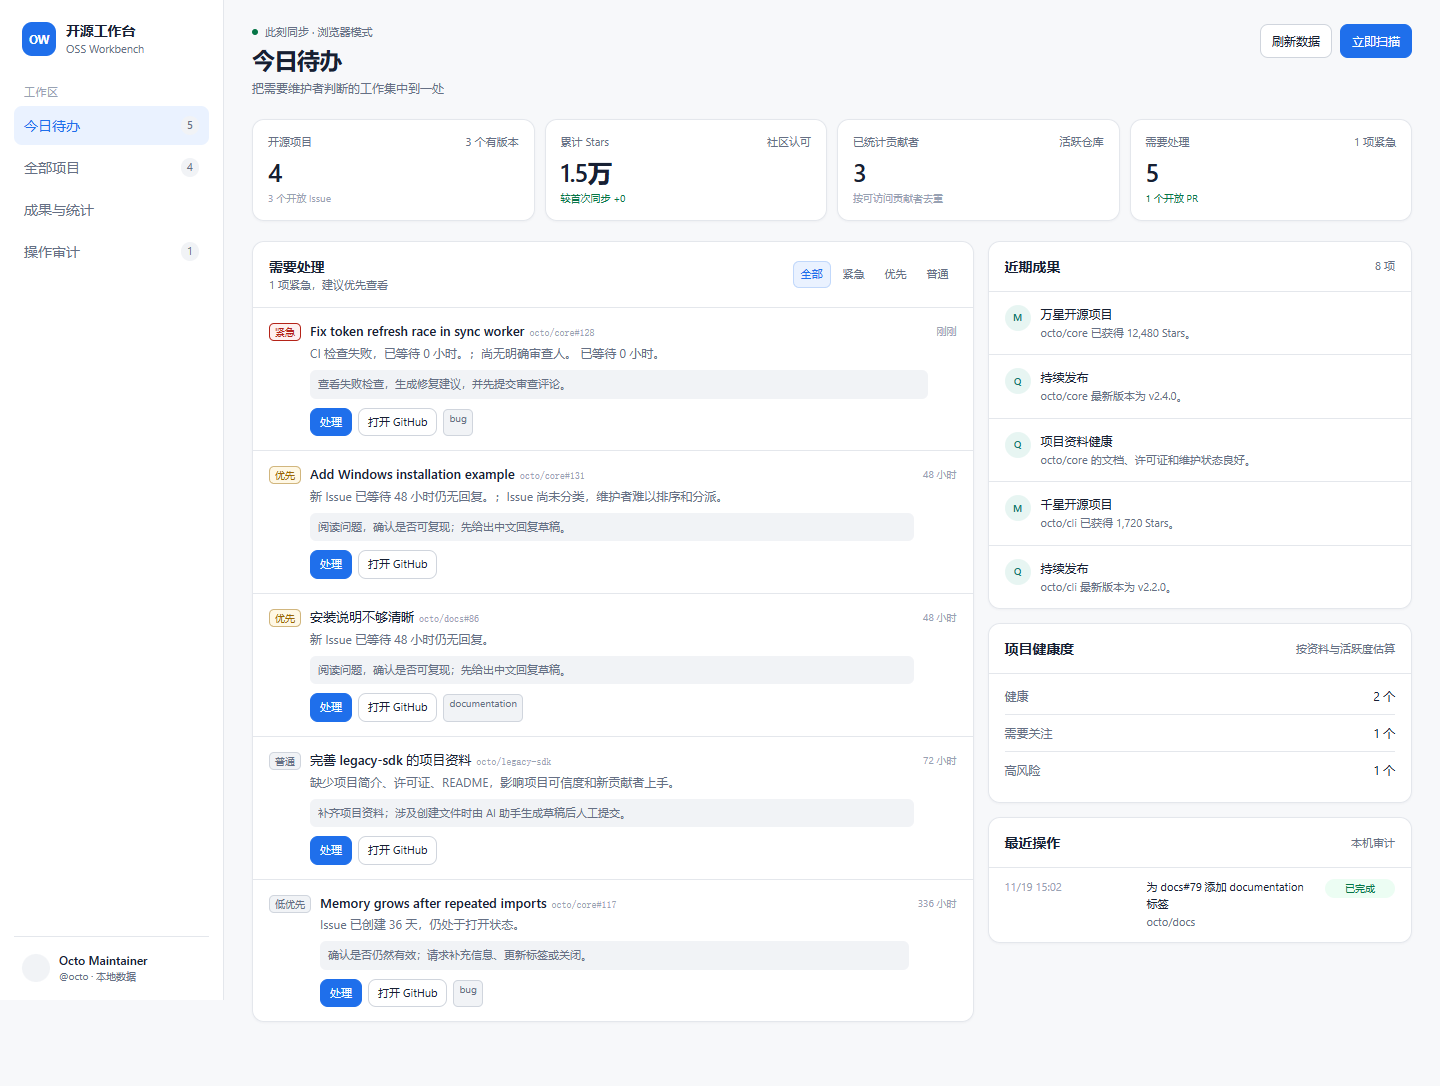 OW
开源工作台
OSS Workbench
工作区
今日待办 5
全部项目 4
成果与统计
操作审计 1
Octo Maintainer
@octo · 本地数据
此刻同步 · 浏览器模式
今日待办
把需要维护者判断的工作集中到一处
刷新数据 立即扫描
开源项目 3 个有版本
4
3 个开放 Issue
累计 Stars 社区认可
1.5万
较首次同步 +0
已统计贡献者 活跃仓库
3
按可访问贡献者去重
需要处理 1 项紧急
5
1 个开放 PR
需要处理
1 项紧急，建议优先查看
全部 紧急 优先 普通
紧急 Fix token refresh race in sync worker octo/core#128 刚刚
CI 检查失败，已等待 0 小时。；尚无明确审查人。 已等待 0 小时。
查看失败检查，生成修复建议，并先提交审查评论。
处理 打开 GitHub bug
优先 Add Windows installation example octo/core#131 48 小时
新 Issue 已等待 48 小时仍无回复。；Issue 尚未分类，维护者难以排序和分派。
阅读问题，确认是否可复现；先给出中文回复草稿。
处理 打开 GitHub
优先 安装说明不够清晰 octo/docs#86 48 小时
新 Issue 已等待 48 小时仍无回复。
阅读问题，确认是否可复现；先给出中文回复草稿。
处理 打开 GitHub documentation
普通 完善 legacy-sdk 的项目资料 octo/legacy-sdk 72 小时
缺少项目简介、许可证、README，影响项目可信度和新贡献者上手。
补齐项目资料；涉及创建文件时由 AI 助手生成草稿后人工提交。
处理 打开 GitHub
低优先 Memory grows after repeated imports octo/core#117 336 小时
Issue 已创建 36 天，仍处于打开状态。
确认是否仍然有效；请求补充信息、更新标签或关闭。
处理 打开 GitHub bug
近期成果 8 项
M 万星开源项目
octo/core 已获得 12,480 Stars。
Q 持续发布
octo/core 最新版本为 v2.4.0。
Q 项目资料健康
octo/core 的文档、许可证和维护状态良好。
M 千星开源项目
octo/cli 已获得 1,720 Stars。
Q 持续发布
octo/cli 最新版本为 v2.2.0。
项目健康度 按资料与活跃度估算
健康 2 个
需要关注 1 个
高风险 1 个
最近操作 本机审计
11/19 15:02 为 docs#79 添加 documentation 已完成
标签
octo/docs